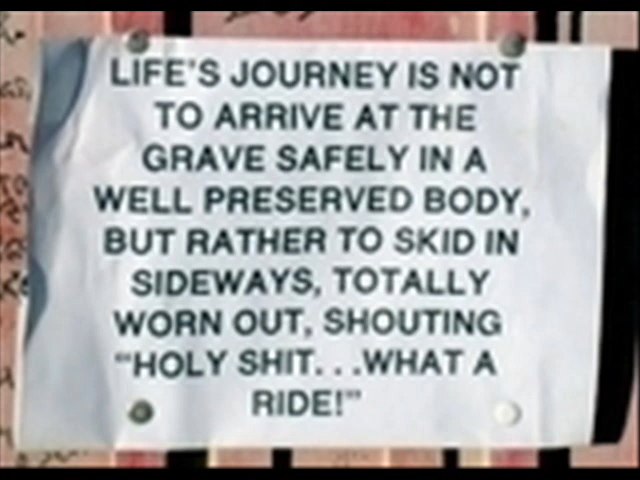 LIFE'S JOURNEY IS NOT
TO ARRIVE AT THE
GRAVE SAFELY IN A
WELL PRESERVED BODY,
BUT RATHER TO SKID IN
SIDEWAYS, TOTALLY
WORN OUT, SHOUTING
"HOLY SHIT...WHAT A
RIDE!"